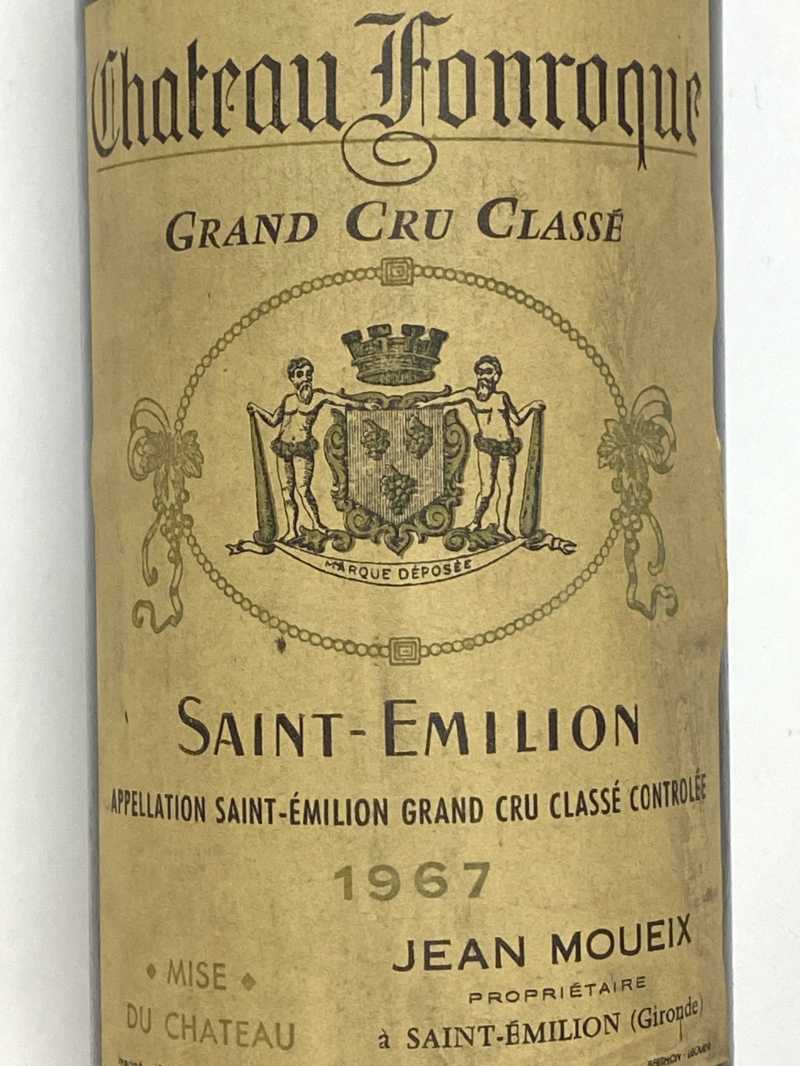 Chateau Fonroque
GRAND CRU CLASSÉ
MARQUE DÉPOSÉE
SAINT-EMILION
APPELLATION SAINT-ÉMILION GRAND CRU CLASSÉ CONTROLÉE
1967
JEAN MOUEIX
PROPRIÉTAIRE
à SAINT-ÉMILION (Gironde)
MISE
DU CHATEAU